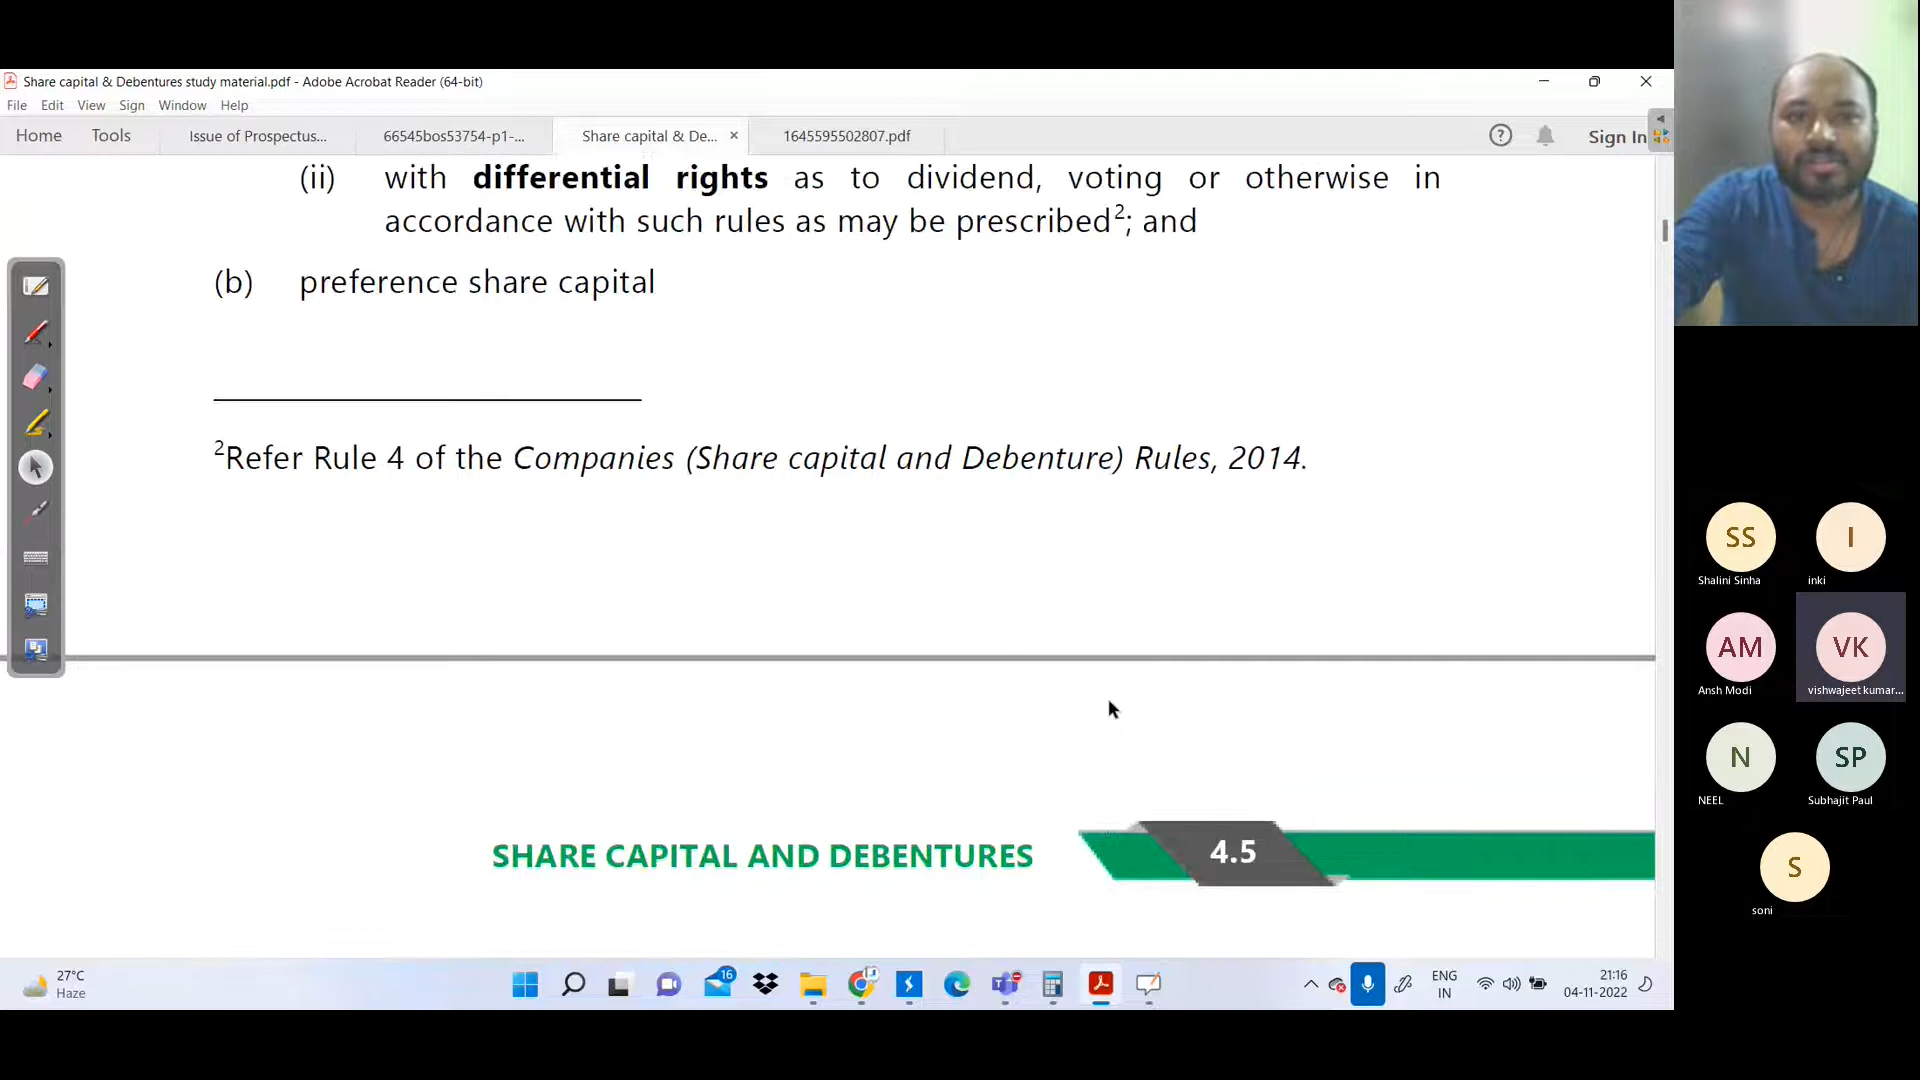 Share capital & Debentures study material.pdf - Adobe Acrobat Reader (64-bit)
File Edit View Sign Window Help
Home Tools Issue of Prospectus... 66545bos53754-p1-... Share capital & De... × 1645595502807.pdf Sign In
(ii) with differential rights as to dividend, voting or otherwise in
accordance with such rules as may be prescribed²; and
(b) preference share capital
²Refer Rule 4 of the Companies (Share capital and Debenture) Rules, 2014.
SHARE CAPITAL AND DEBENTURES 4.5
SS I
Shalini Sinha inki
AM VK
Ansh Modi vishwajeet kumar...
N SP
NEEL Subhajit Paul
S
soni
27°C
Haze
16
ENG
IN
21:16
04-11-2022